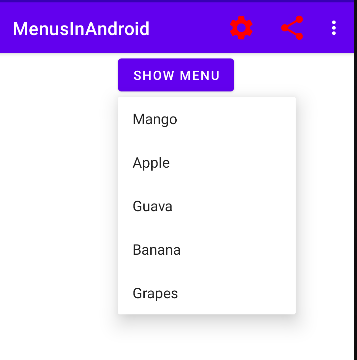 MenusInAndroid
SHOW MENU
Mango
Apple
Guava
Banana
Grapes